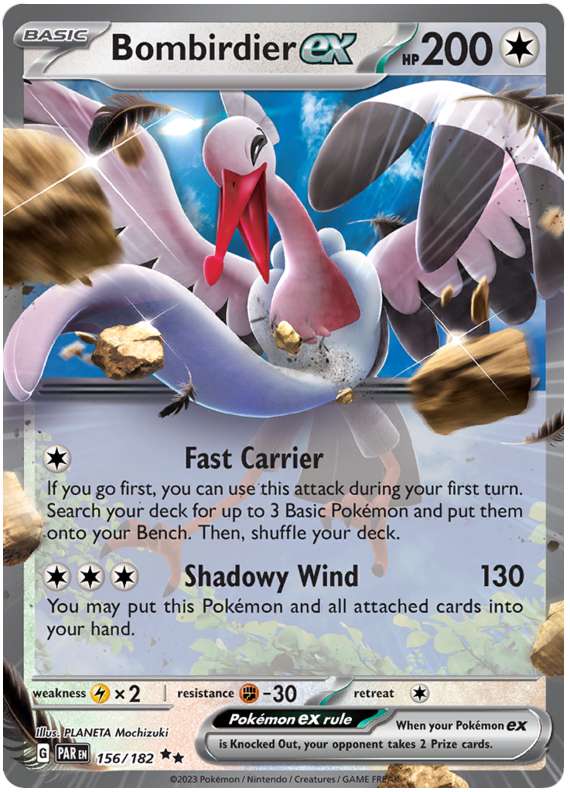 BASIC Bombirdier ex HP 200
Fast Carrier
If you go first, you can use this attack during your first turn.
Search your deck for up to 3 Basic Pokémon and put them
onto your Bench. Then, shuffle your deck.
Shadowy Wind 130
You may put this Pokémon and all attached cards into
your hand.
weakness ×2 resistance -30 retreat
Illus. PLANETA Mochizuki
Pokémon ex rule When your Pokémon ex
is Knocked Out, your opponent takes 2 Prize cards.
G PAR EN 156/182
©2023 Pokémon / Nintendo / Creatures / GAME FREAK